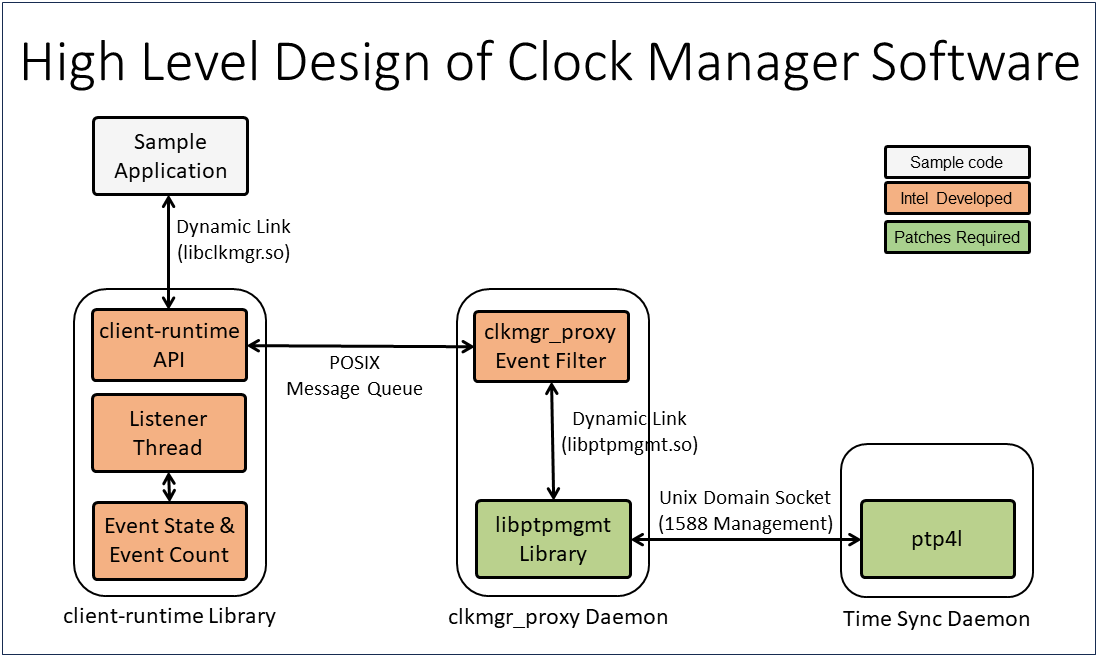 High Level Design of Clock Manager Software
Sample
Application
Sample code
Intel Developed
Patches Required
Dynamic Link
(libclkmgr.so)
client-runtime
API
POSIX
Message Queue
clkmgr_proxy
Event Filter
Listener
Thread
Dynamic Link
(libptpmgmt.so)
Event State &
Event Count
libptpmgmt
Library
Unix Domain Socket
(1588 Management)
ptp4l
client-runtime Library
clkmgr_proxy Daemon
Time Sync Daemon